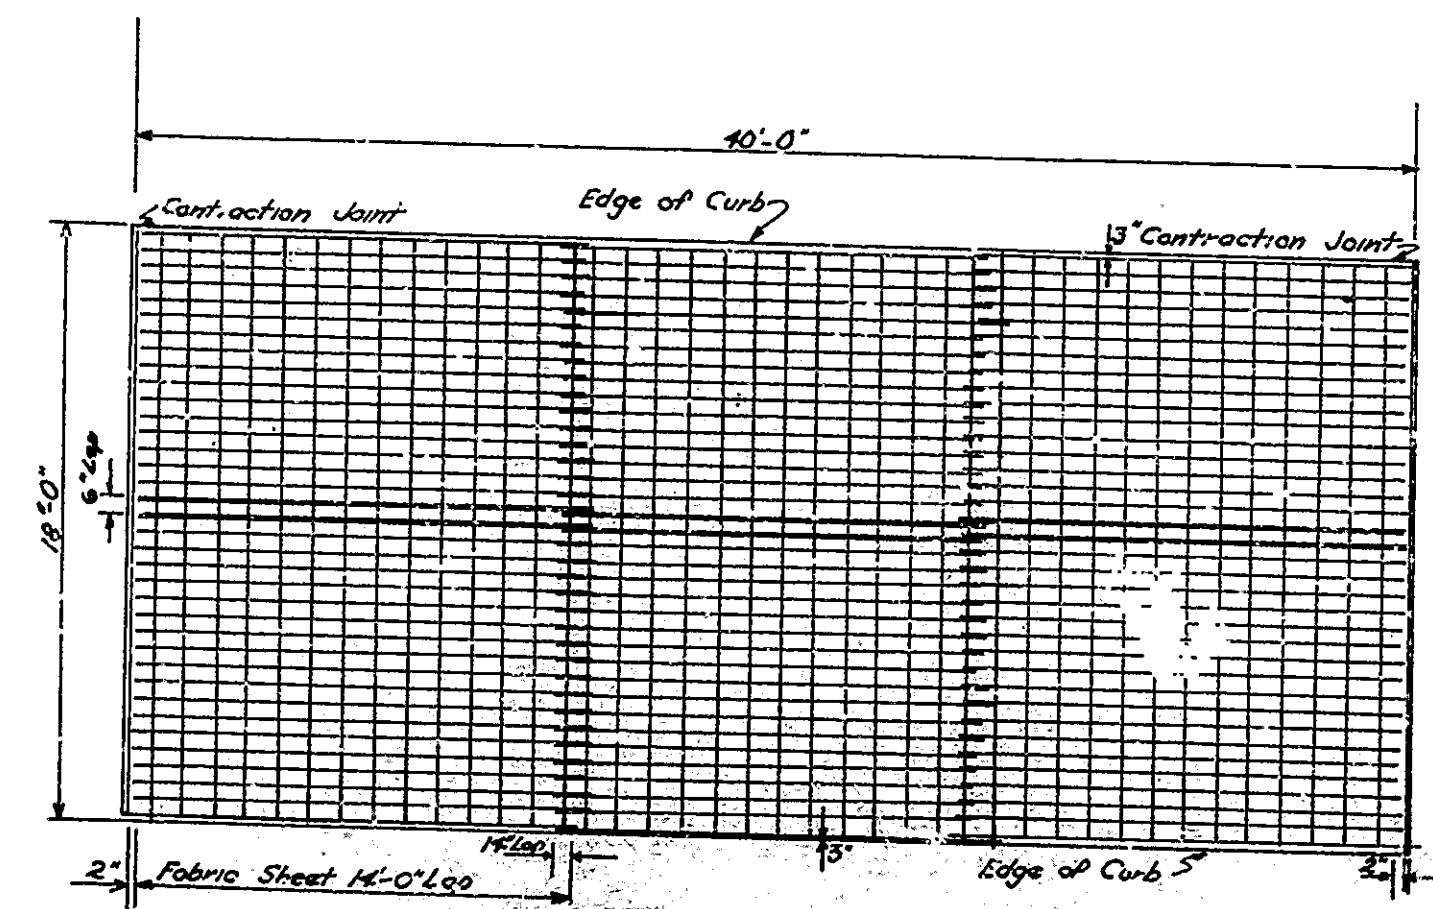 40'-0"
Contraction Joint
Edge of Curb
3" Contraction Joint
18'-0"
6" Lap
14" Lap
3"
2"
Fabric Sheet 14'-0" Lap
Edge of Curb
2"